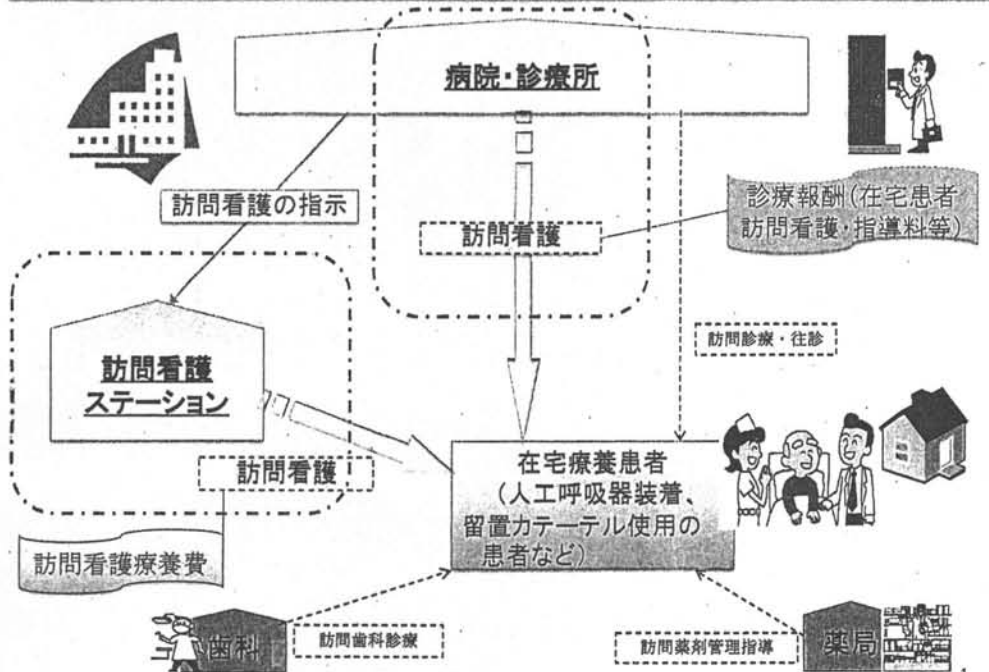 病院・診療所
訪問看護の指示
訪問看護
診療報酬(在宅患者
訪問看護・指導料等)
訪問診療・往診
訪問看護
ステーション
訪問看護
訪問看護療養費
在宅療養患者
(人工呼吸器装着、
留置カテーテル使用の
患者など)
歯科
訪問歯科診療
訪問薬剤管理指導
薬局